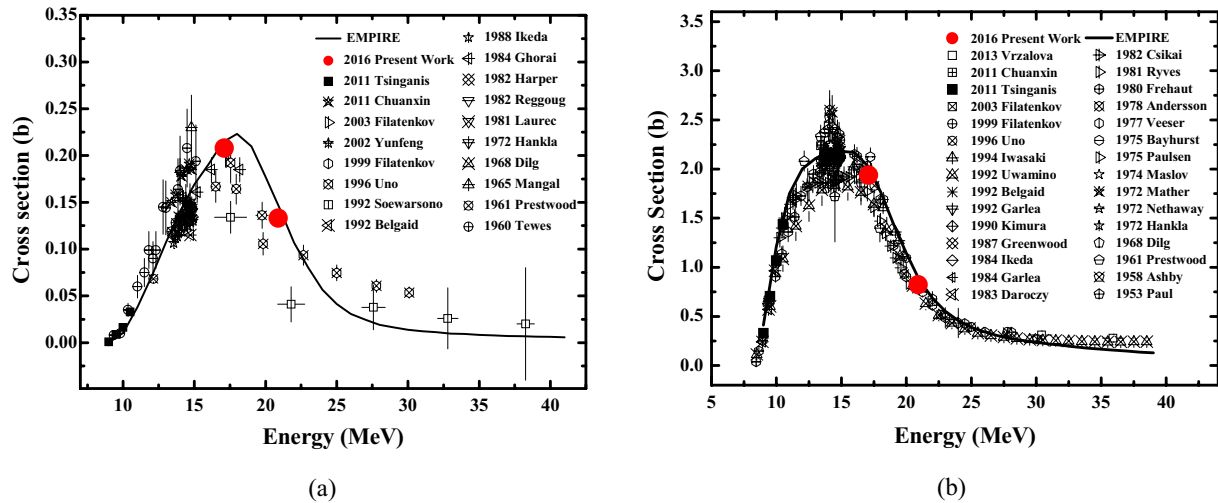 0.35
0.30
0.25
0.20
0.15
0.10
0.05
0.00
Cross section (b)
10 15 20 25 30 35 40
Energy (MeV)
EMPIRE
2016 Present Work
2011 Tsinganis
2011 Chuanxin
2003 Filatenkov
2002 Yunfeng
1999 Filatenkov
1996 Uno
1992 Soewarsono
1992 Belgaid
1988 Ikeda
1984 Ghorai
1982 Harper
1982 Reggoug
1981 Laurec
1972 Hankla
1968 Dilg
1965 Mangal
1961 Prestwood
1960 Tewes
(a)
3.5
3.0
2.5
2.0
1.5
1.0
0.5
0.0
Cross Section (b)
5 10 15 20 25 30 35 40
Energy (MeV)
2016 Present Work
2013 Vrzalova
2011 Chuanxin
2011 Tsinganis
2003 Filatenkov
1999 Filatenkov
1996 Uno
1994 Iwasaki
1992 Uwamino
1992 Belgaid
1992 Garlea
1990 Kimura
1987 Greenwood
1984 Ikeda
1984 Garlea
1983 Daroczy
EMPIRE
1982 Csikai
1981 Ryves
1980 Frehaut
1978 Andersson
1977 Veeser
1975 Bayhurst
1975 Paulsen
1974 Maslov
1972 Mather
1972 Nethaway
1972 Hankla
1968 Dilg
1961 Prestwood
1958 Ashby
1953 Paul
(b)